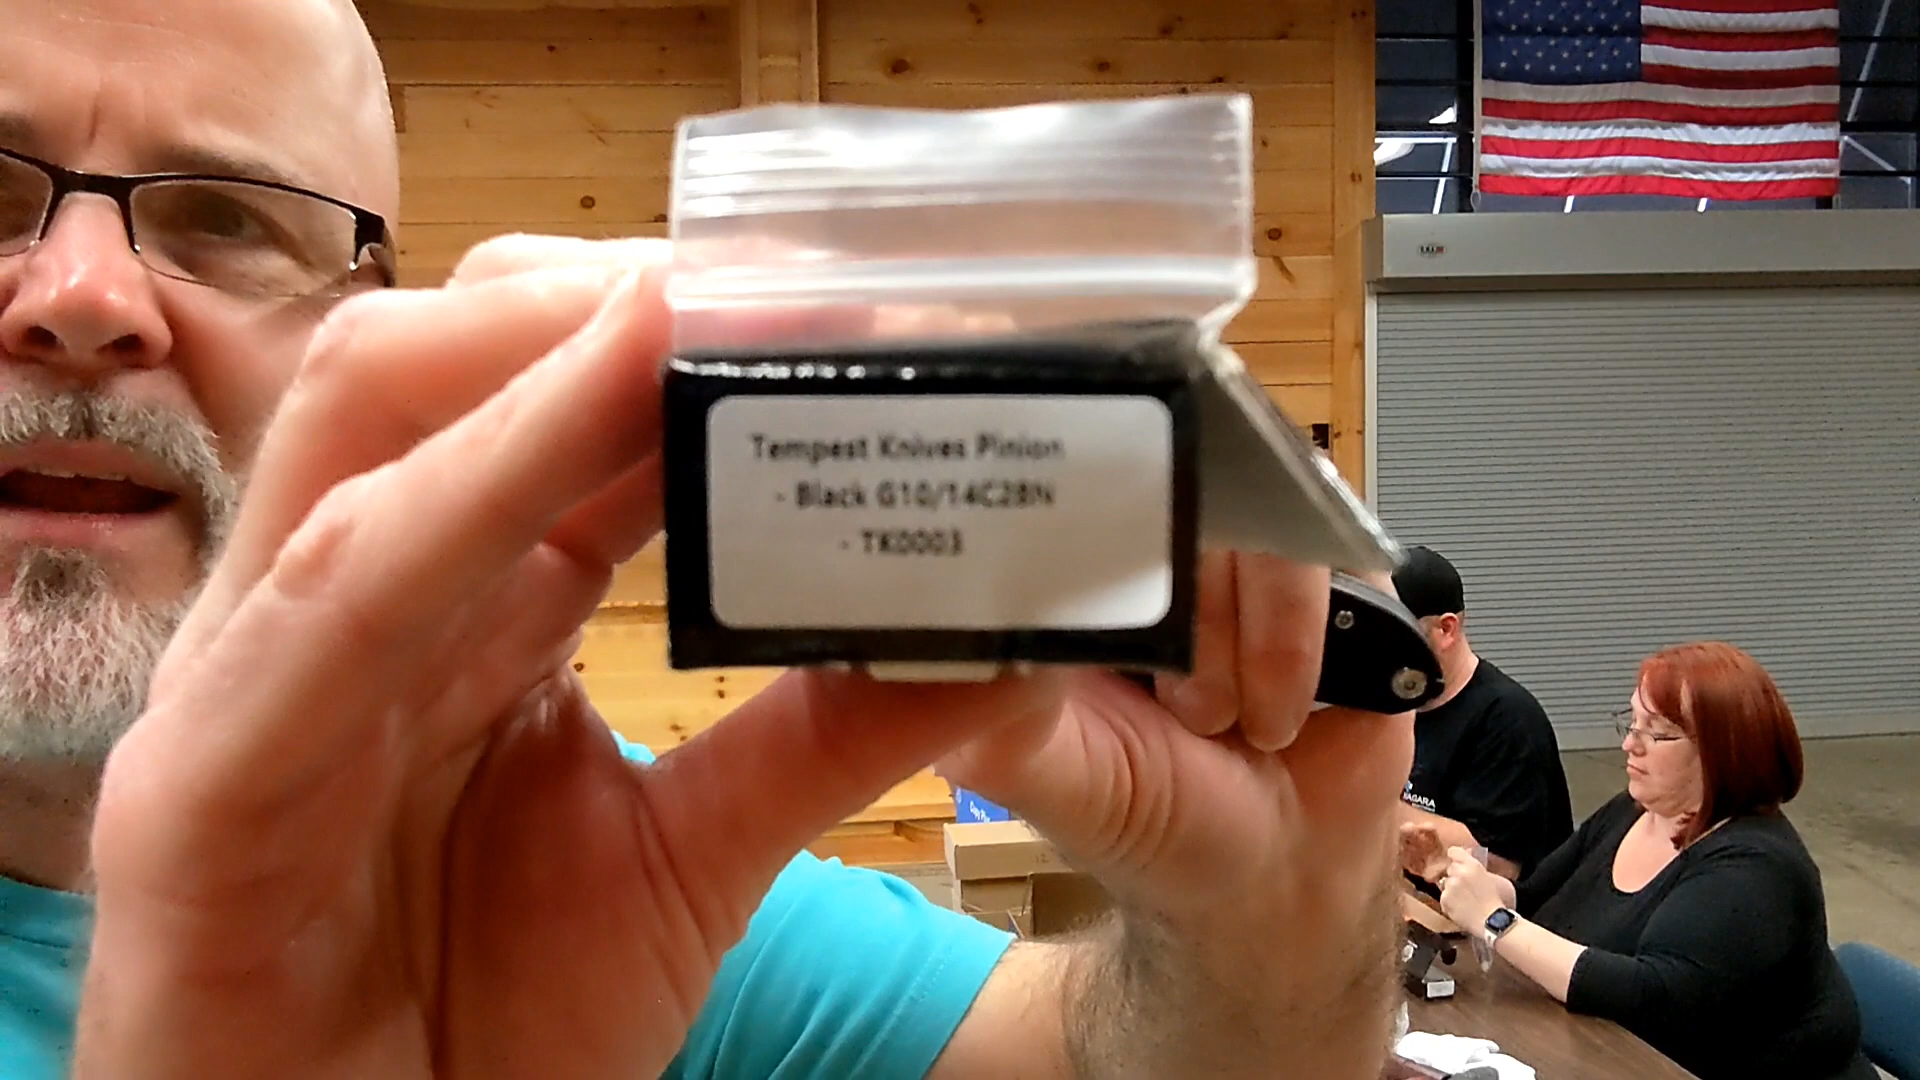 Tempest Knives Pinion
- Black G10/14C28N
- TK0003